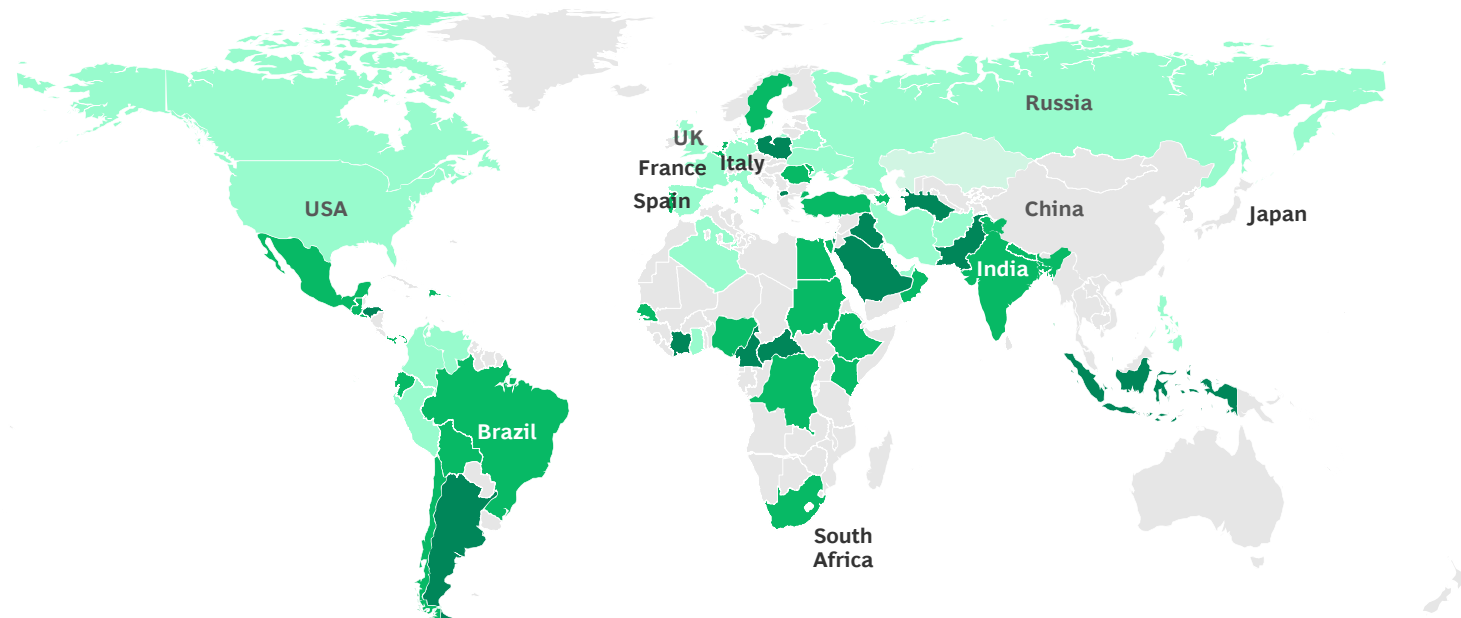 Russia
UK
France
Italy
Spain
USA
China
Japan
India
Brazil
South
Africa